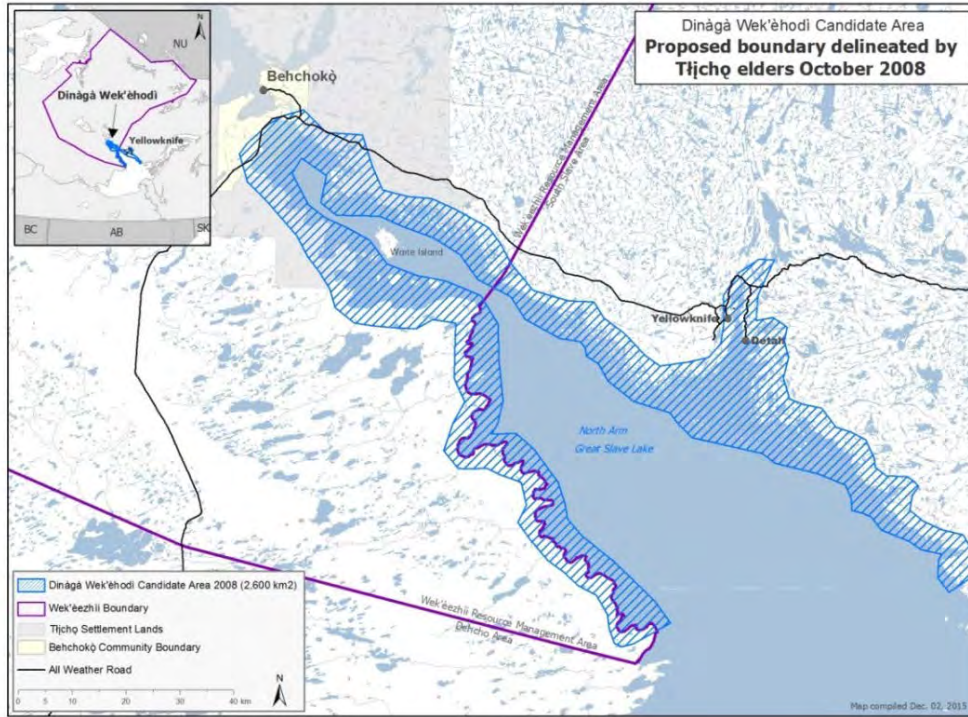 Dinàgà Wek'èhodì Candidate Area
Proposed boundary delineated by
Tłı̨chǫ elders October 2008
N
NU
Dinàgà Wek'èhodì
Yellowknife
BC
AB
SK
Behchokǫ̀
Wek'èezhìi Resource Management Area
South Slave Area
Waite Island
Yellowknife
Detah
North Arm
Great Slave Lake
Wek'èezhìi Resource Management Area
Dehcho Area
Dinàgà Wek'èhodì Candidate Area 2008 (2,600 km2)
Wek'èezhìi Boundary
Tłı̨chǫ Settlement Lands
Behchokǫ̀ Community Boundary
All Weather Road
0 10 20 30 40 km
N
Map compiled Dec. 02, 2015